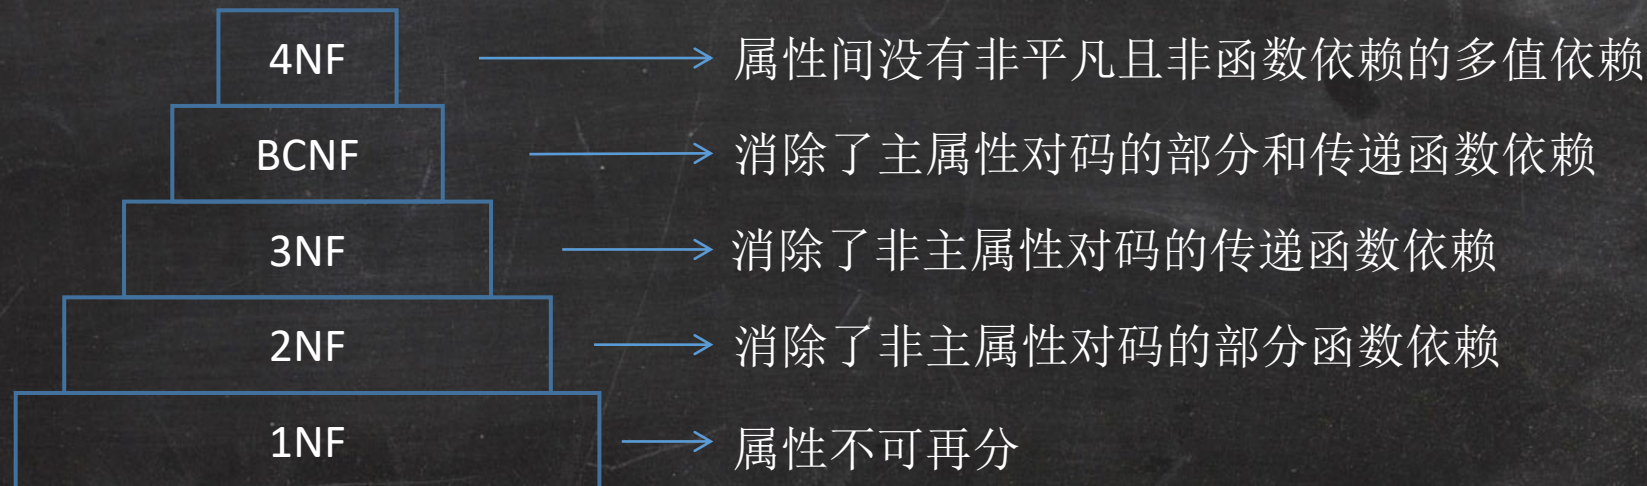 4NF 属性间没有非平凡且非函数依赖的多值依赖
BCNF 消除了主属性对码的部分和传递函数依赖
3NF 消除了非主属性对码的传递函数依赖
2NF 消除了非主属性对码的部分函数依赖
1NF 属性不可再分